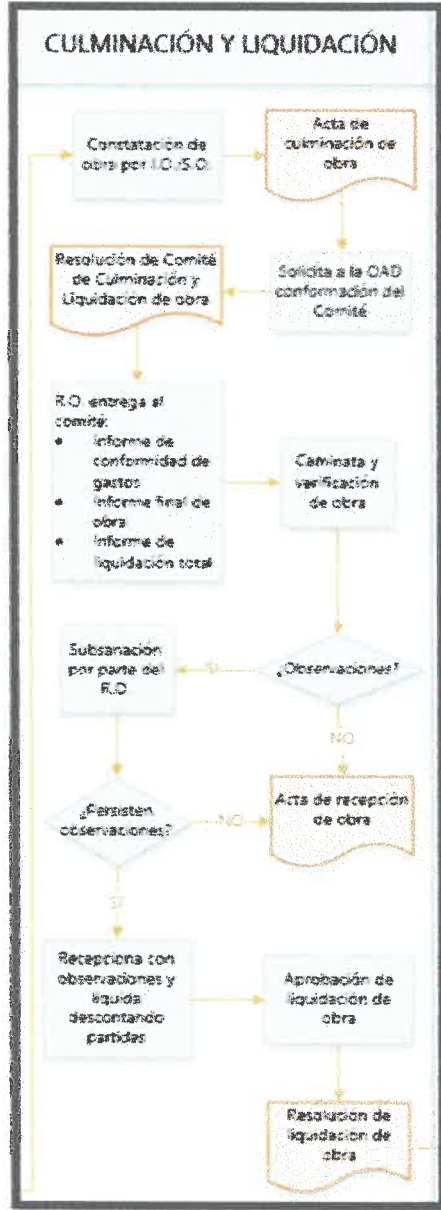 CULMINACIÓN Y LIQUIDACIÓN
Constatación de
obra por I.O./S.O.
Acta de
culminación de
obra
Resolución de Comité
de Culminación y
Liquidación de obra
Solicita a la OAD
conformación del
Comité
R.O. entrega al
comité:
• Informe de
conformidad de
gastos
• Informe final de
obra
• Informe de
liquidación total
Caminata y
verificación
de obra
Subsanación
por parte del
R.O
SI
¿Observaciones?
NO
¿Persisten
observaciones?
NO
Acta de recepción
de obra
SI
Recepciona con
observaciones y
liquida
descontando
partidas
Aprobación de
liquidación de
obra
Resolución de
liquidación de
obra